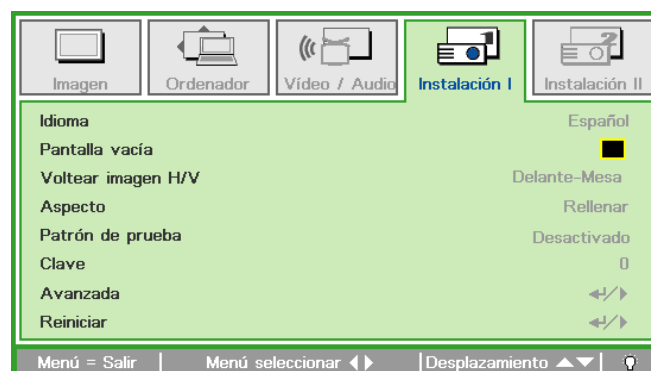 Imagen Ordenador Vídeo / Audio Instalación I Instalación II
Idioma Español
Pantalla vacía
Voltear imagen H/V Delante-Mesa
Aspecto Rellenar
Patrón de prueba Desactivado
Clave 0
Avanzada
Reiniciar
Menú = Salir Menú seleccionar Desplazamiento